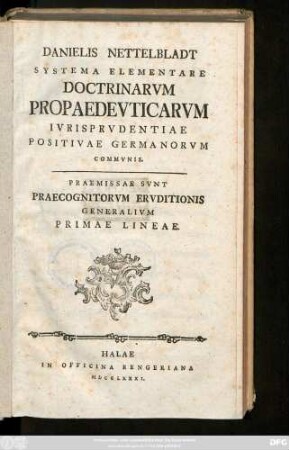 DANIELIS NETTELBLADT
SYSTEMA ELEMENTARE
DOCTRINARVM
PROPAEDEVTICARVM
IVRISPRVDENTIAE
POSITIVAE GERMANORVM
COMMVNIS.
PRAEMISSAE SVNT
PRAECOGNITORVM ERVDITIONIS
GENERALIVM
PRIMAE LINEAE.
HALAE
IN OFFICINA RENGERIANA
MDCCLXXXI.